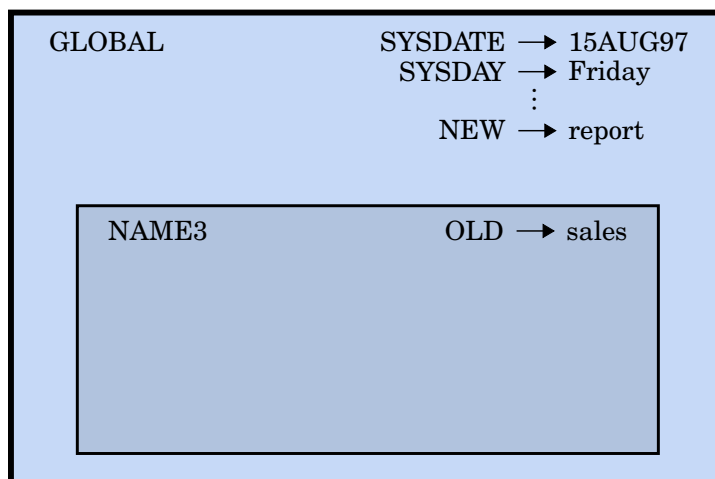 GLOBAL SYSDATE → 15AUG97
SYSDAY → Friday
⋮
NEW → report
NAME3 OLD → sales